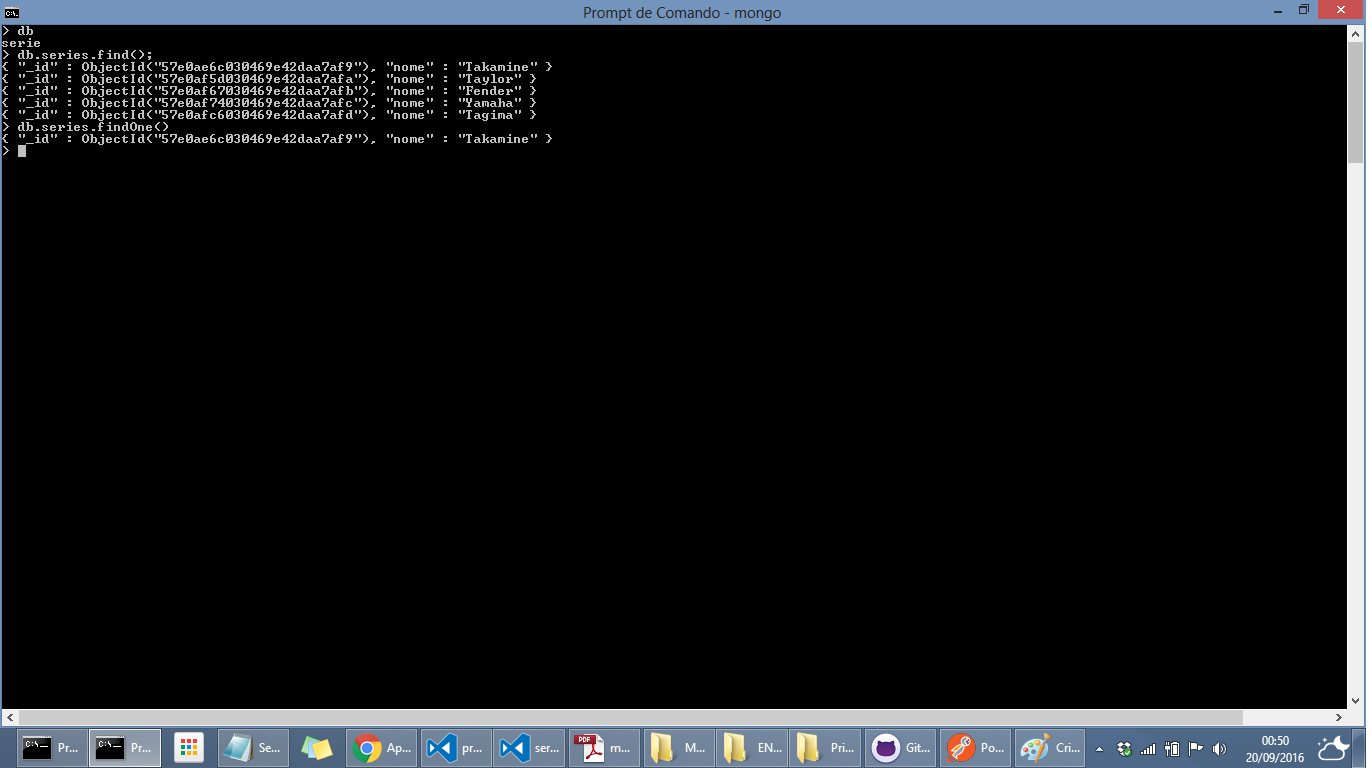 Prompt de Comando - mongo
> db
serie
> db.series.find();
{ "_id" : ObjectId("57e0ae6c030469e42daa7af9"), "nome" : "Takamine" }
{ "_id" : ObjectId("57e0af5d030469e42daa7afa"), "nome" : "Taylor" }
{ "_id" : ObjectId("57e0af67030469e42daa7afb"), "nome" : "Fender" }
{ "_id" : ObjectId("57e0af74030469e42daa7afc"), "nome" : "Yamaha" }
{ "_id" : ObjectId("57e0afc6030469e42daa7afd"), "nome" : "Tagima" }
> db.series.findOne()
{ "_id" : ObjectId("57e0ae6c030469e42daa7af9"), "nome" : "Takamine" }
>
Pr... Pr... Se... Ap... pr... ser... m... M... EN... Pri... Git... Po... Cri...
00:50
20/09/2016